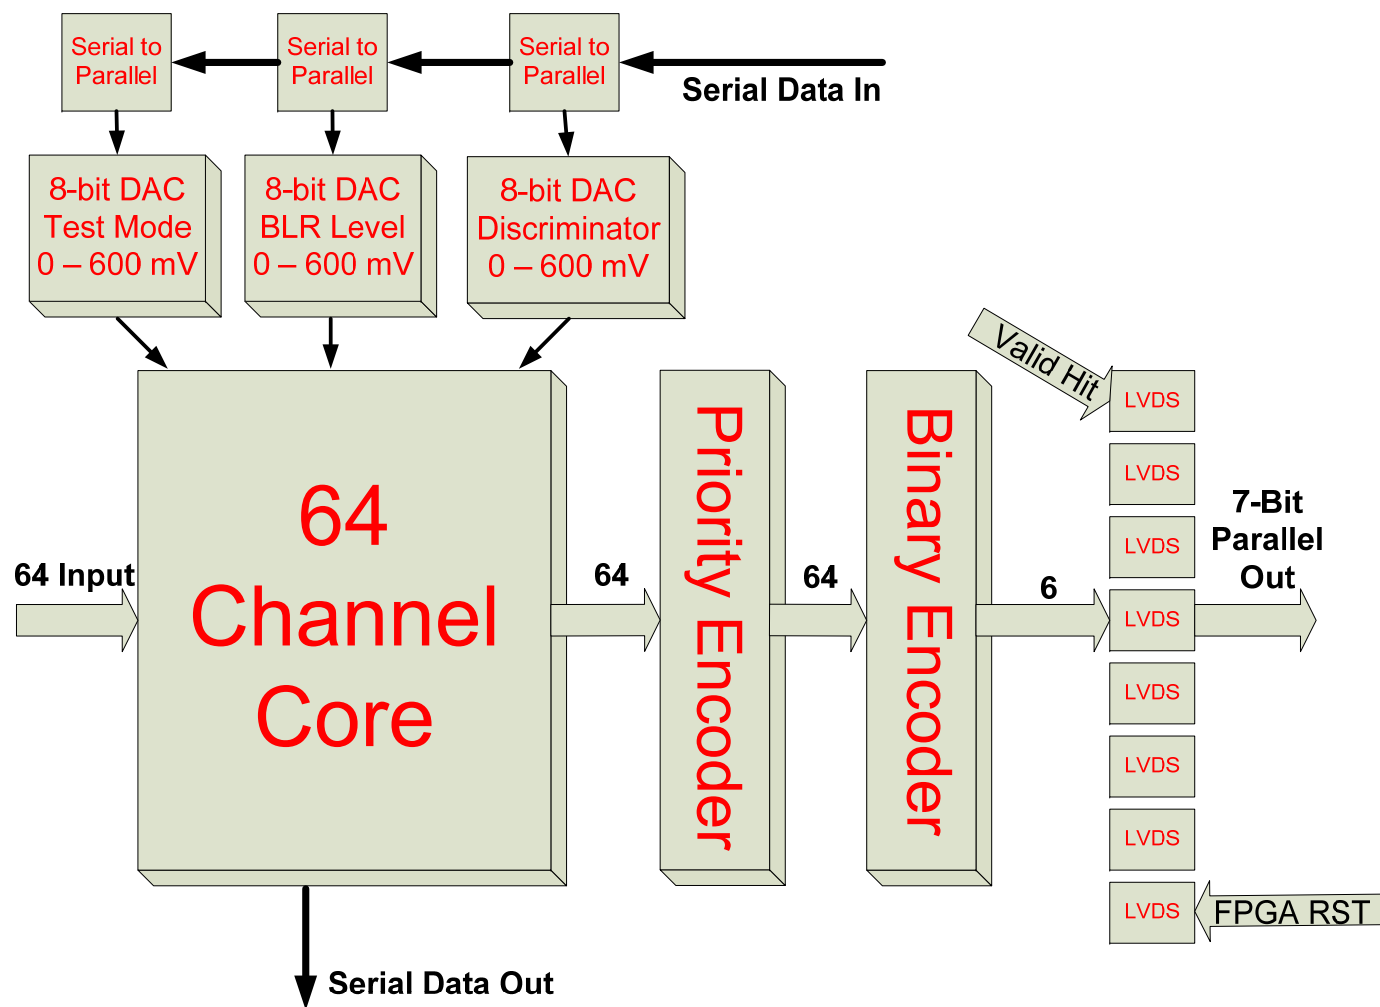 Serial to
Parallel
Serial to
Parallel
Serial to
Parallel
Serial Data In
8-bit DAC
Test Mode
0 – 600 mV
8-bit DAC
BLR Level
0 – 600 mV
8-bit DAC
Discriminator
0 – 600 mV
64 Input
64
Channel
Core
64
Priority Encoder
64
Binary Encoder
6
Valid Hit
LVDS
LVDS
LVDS
LVDS
LVDS
LVDS
LVDS
LVDS
7-Bit
Parallel
Out
FPGA RST
Serial Data Out